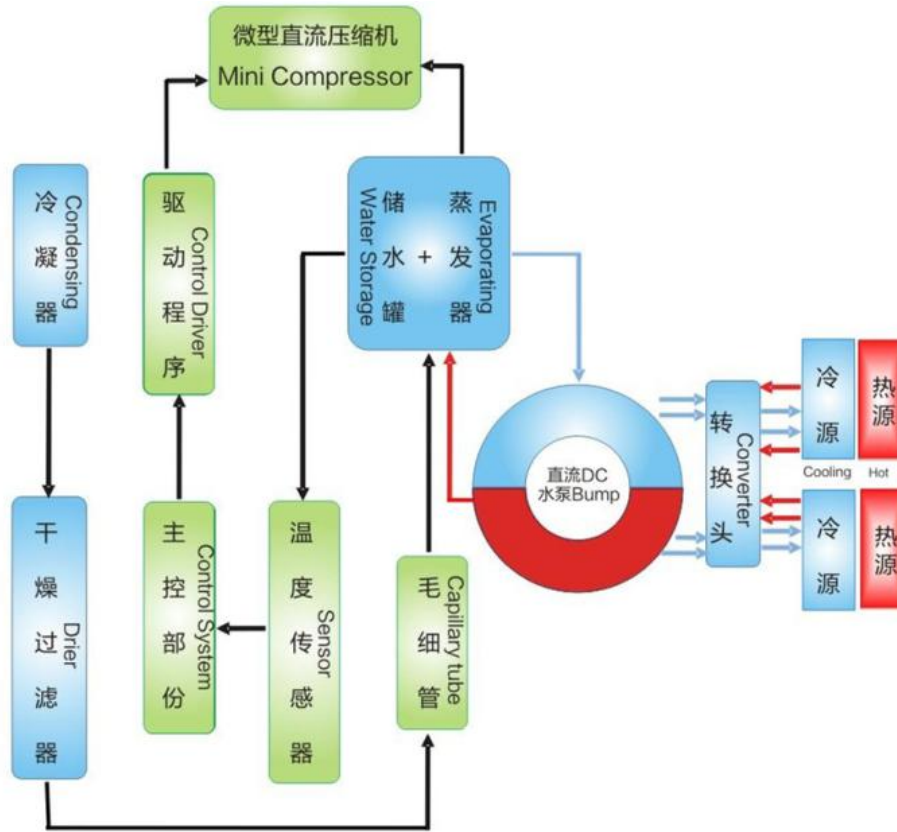 微型直流压缩机
Mini Compressor
冷凝器
Condensing
驱动程序
Control Driver
储水罐
Water Storage
+
蒸发器
Evaporating
直流DC
水泵Bump
转换头
Converter
冷源
热源
Cooling
Hot
冷源
热源
干燥过滤器
Drier
主控部份
Control System
温度传感器
Sensor
毛细管
Capillary tube